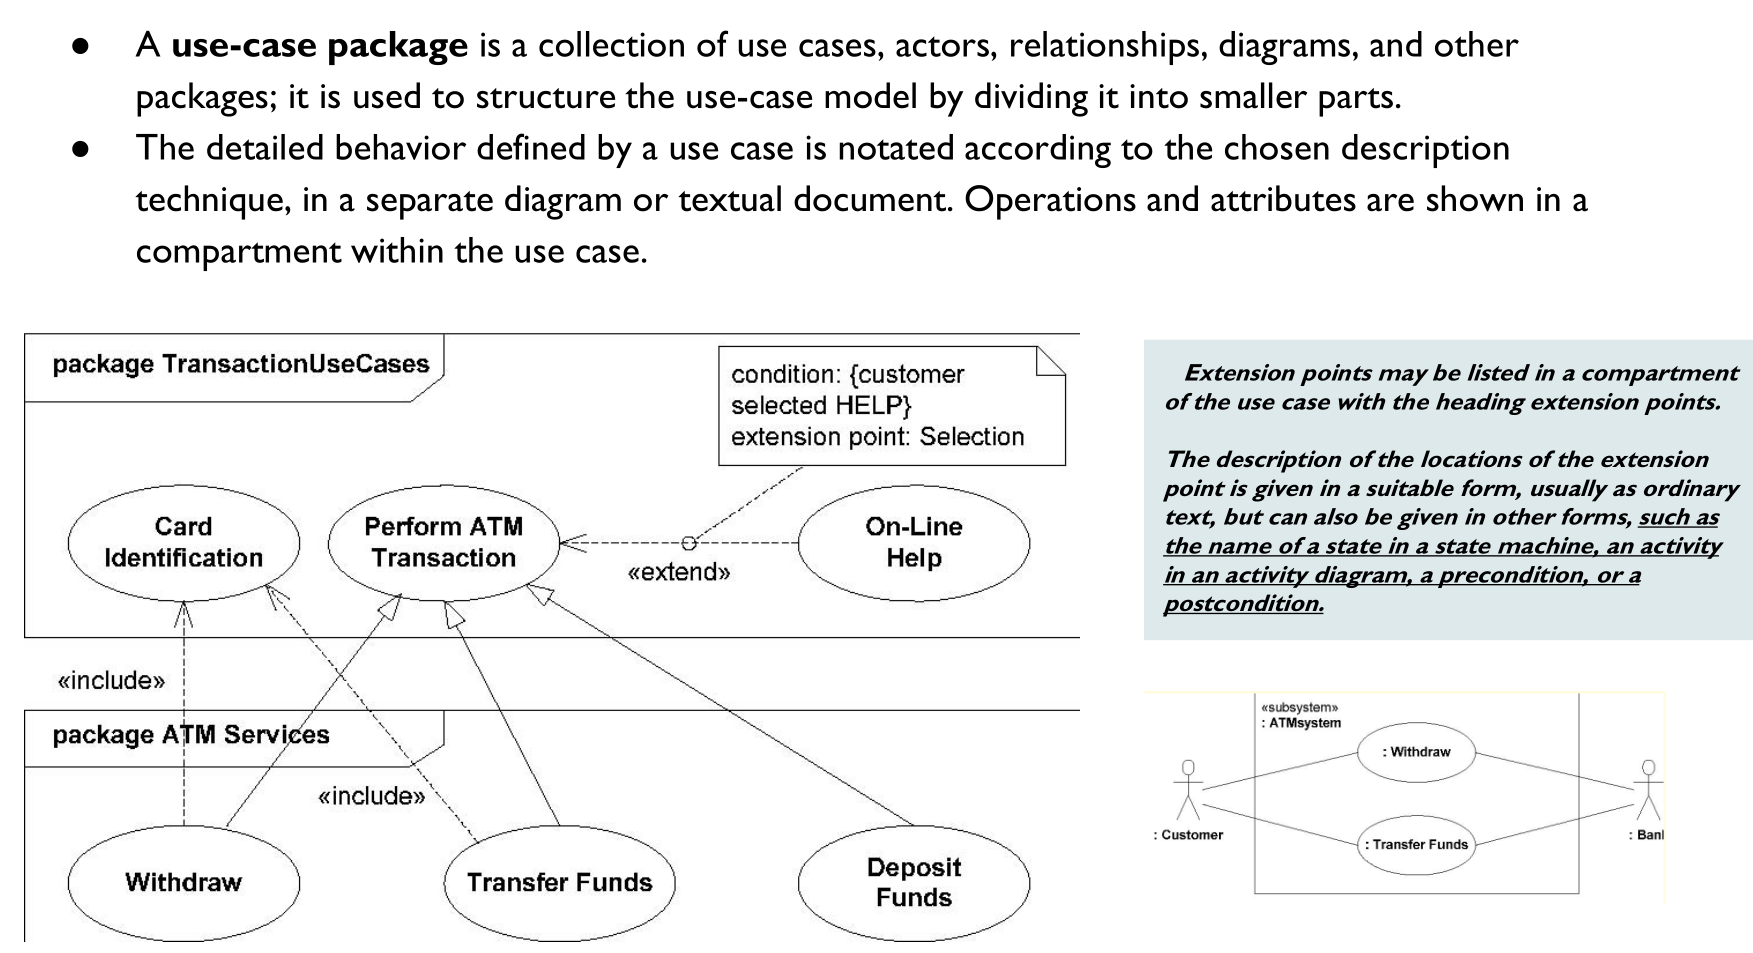 ● A use-case package is a collection of use cases, actors, relationships, diagrams, and other
packages; it is used to structure the use-case model by dividing it into smaller parts.
● The detailed behavior defined by a use case is notated according to the chosen description
technique, in a separate diagram or textual document. Operations and attributes are shown in a
compartment within the use case.
package TransactionUseCases
condition: {customer
selected HELP}
extension point: Selection
Card
Identification
Perform ATM
Transaction
«extend»
On-Line
Help
«include»
package ATM Services
«include»
Withdraw
Transfer Funds
Deposit
Funds
Extension points may be listed in a compartment
of the use case with the heading extension points.
The description of the locations of the extension
point is given in a suitable form, usually as ordinary
text, but can also be given in other forms, such as
the name of a state in a state machine, an activity
in an activity diagram, a precondition, or a
postcondition.
«subsystem»
: ATMsystem
: Withdraw
: Customer
: Transfer Funds
: Bank